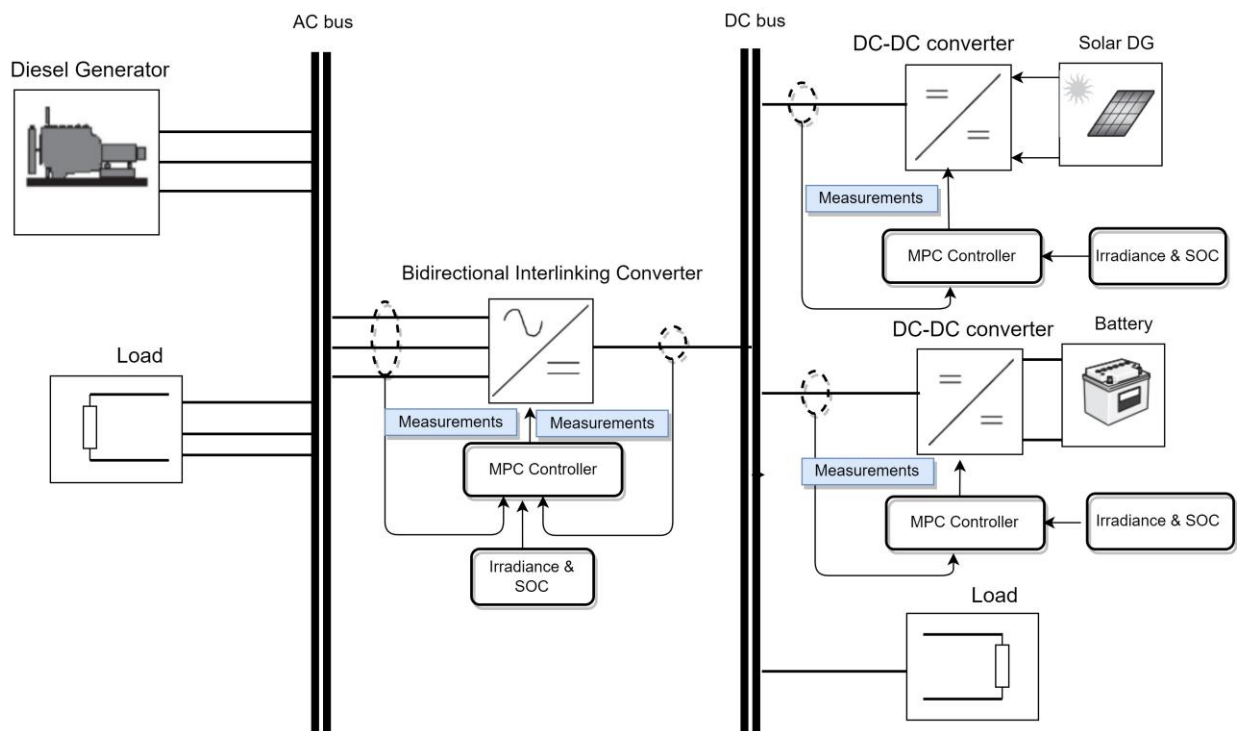 AC bus
DC bus
Diesel Generator
DC-DC converter
Solar DG
Measurements
MPC Controller
Irradiance & SOC
Bidirectional Interlinking Converter
DC-DC converter
Battery
Load
Measurements
Measurements
MPC Controller
Measurements
MPC Controller
Irradiance & SOC
Irradiance &
SOC
Load